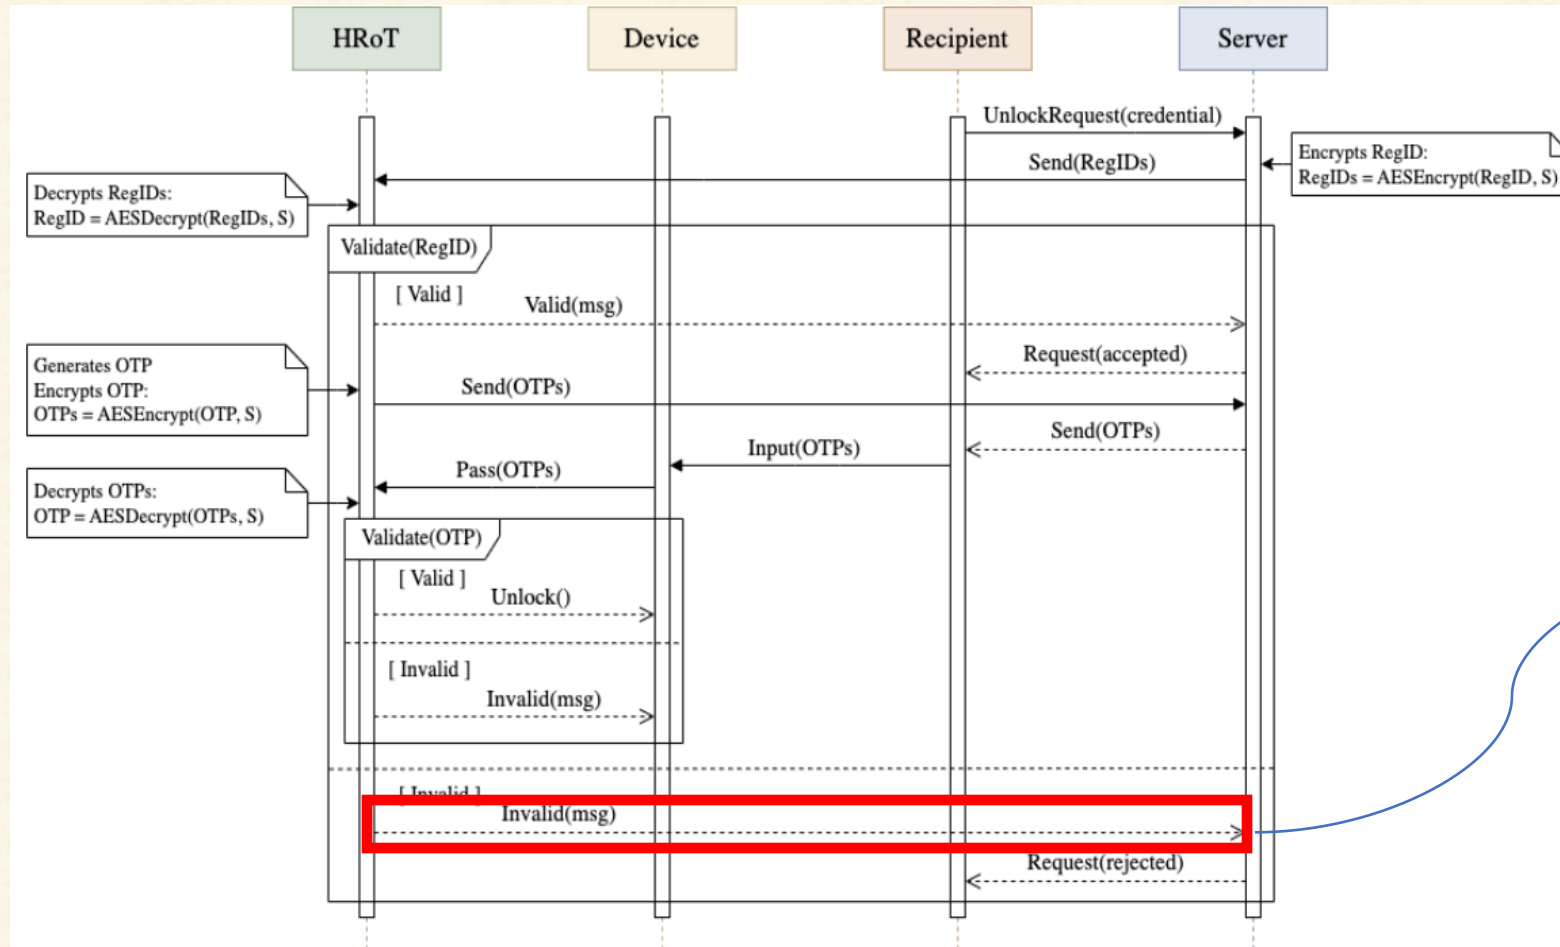 HRoT
Device
Recipient
Server
UnlockRequest(credential)
Encrypts RegID:
RegIDs = AESEncrypt(RegID, S)
Send(RegIDs)
Decrypts RegIDs:
RegID = AESDecrypt(RegIDs, S)
Validate(RegID)
[ Valid ]
Valid(msg)
Request(accepted)
Generates OTP
Encrypts OTP:
OTPs = AESEncrypt(OTP, S)
Send(OTPs)
Send(OTPs)
Input(OTPs)
Pass(OTPs)
Decrypts OTPs:
OTP = AESDecrypt(OTPs, S)
Validate(OTP)
[ Valid ]
Unlock()
[ Invalid ]
Invalid(msg)
[ Invalid ]
Invalid(msg)
Request(rejected)